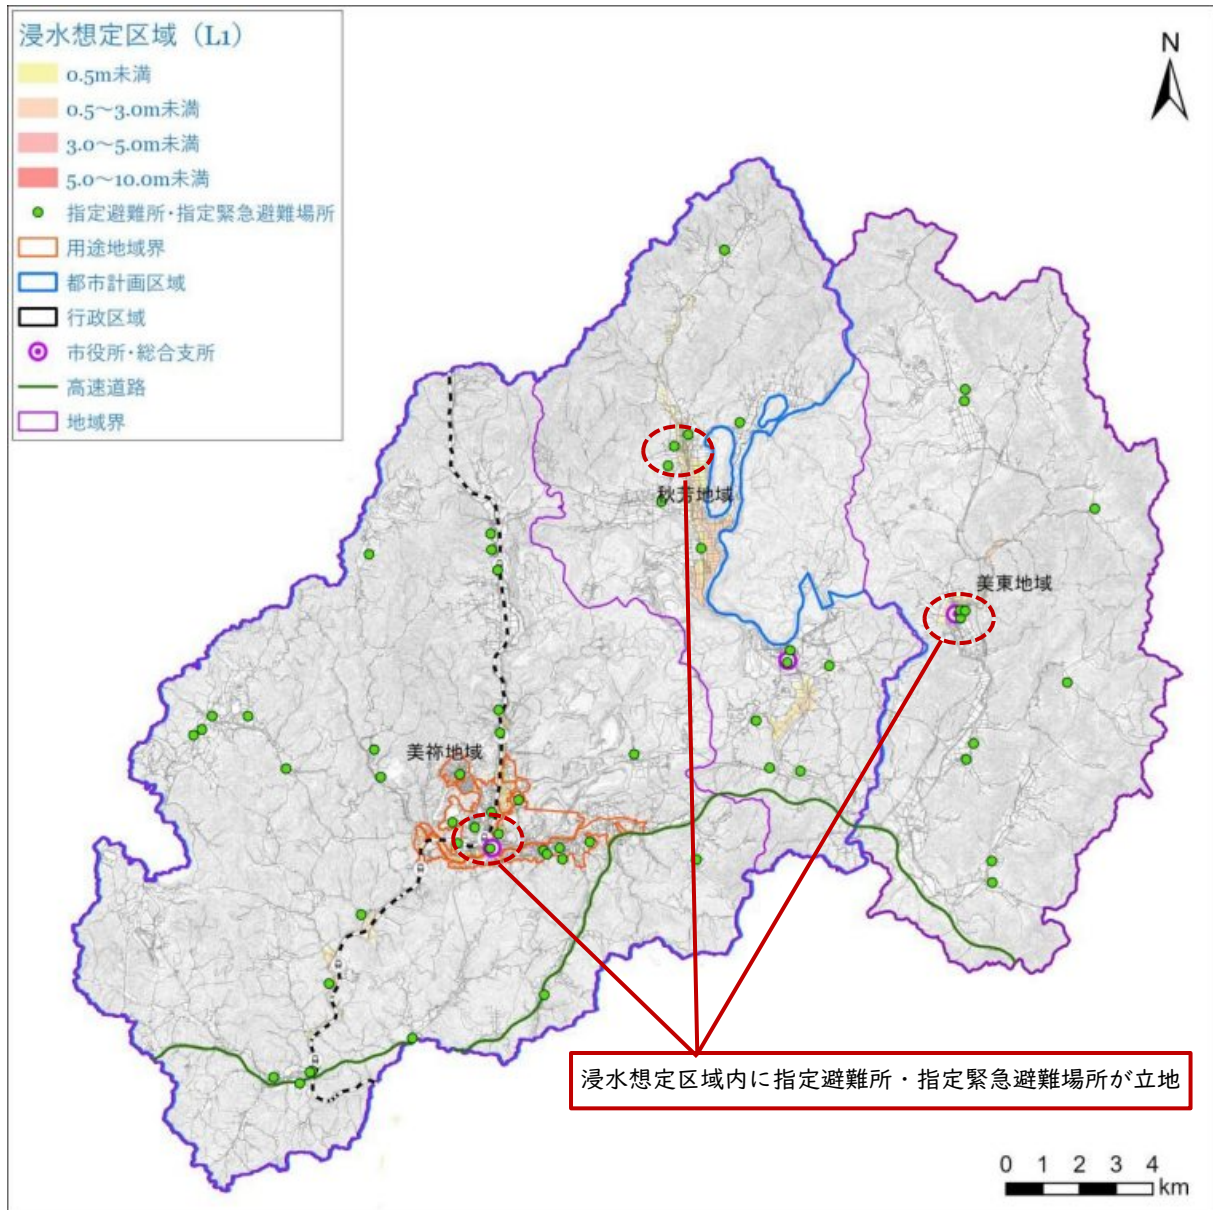 浸水想定区域（L1）
0.5m未満
0.5～3.0m未満
3.0～5.0m未満
5.0～10.0m未満
指定避難所・指定緊急避難場所
用途地域界
都市計画区域
行政区域
市役所・総合支所
高速道路
地域界
N
秋芳地域
美東地域
美祢地域
浸水想定区域内に指定避難所・指定緊急避難場所が立地
0 1 2 3 4
km